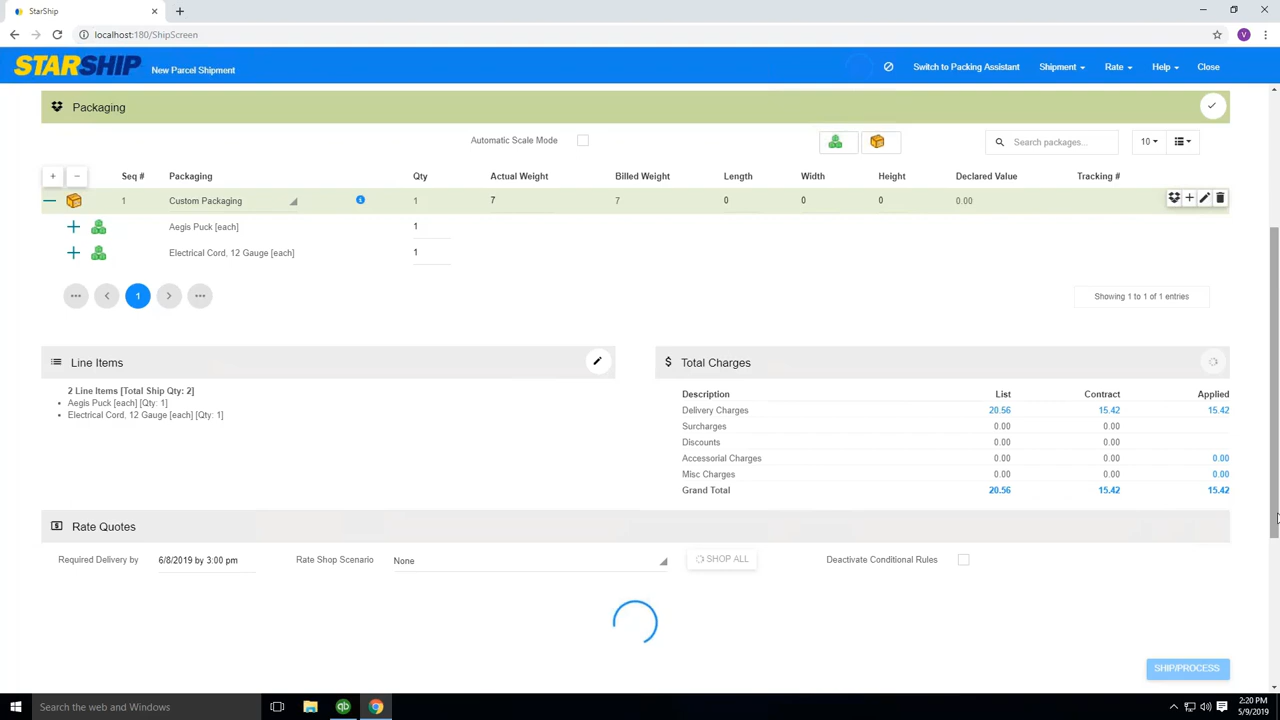 StarShip
localhost:180/ShipScreen
V
STARSHIP New Parcel Shipment Switch to Packing Assistant Shipment Rate Help Close
Packaging
Automatic Scale Mode Search packages... 10
Seq # Packaging Qty Actual Weight Billed Weight Length Width Height Declared Value Tracking #
1 Custom Packaging 1 7 7 0 0 0 0.00
Aegis Puck [each] 1
Electrical Cord, 12 Gauge [each] 1
1 Showing 1 to 1 of 1 entries
Line Items
2 Line Items [Total Ship Qty: 2]
Aegis Puck [each] [Qty: 1]
Electrical Cord, 12 Gauge [each] [Qty: 1]
Total Charges
Description List Contract Applied
Delivery Charges 20.56 15.42 15.42
Surcharges 0.00 0.00
Discounts 0.00 0.00
Accessorial Charges 0.00 0.00 0.00
Misc Charges 0.00 0.00 0.00
Grand Total 20.56 15.42 15.42
Rate Quotes
Required Delivery by 6/8/2019 by 3:00 pm Rate Shop Scenario None SHOP ALL Deactivate Conditional Rules
SHIP/PROCESS
Search the web and Windows
2:20 PM
5/9/2019